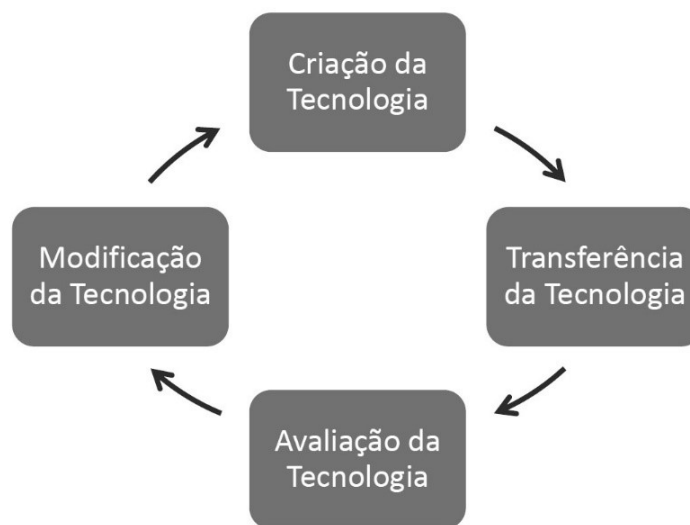 Criação da
Tecnologia
Transferência
da Tecnologia
Avaliação da
Tecnologia
Modificação
da Tecnologia